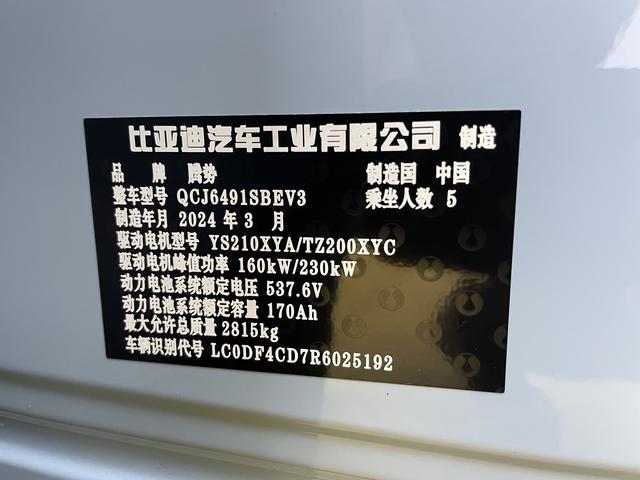 比亚迪汽车工业有限公司 制造
品 牌 腾势 制造国 中国
整车型号 QCJ6491SBEV3 乘坐人数 5
制造年月 2024 年 3 月
驱动电机型号 YS210XYA/TZ200XYC
驱动电机峰值功率 160kW/230kW
动力电池系统额定电压 537.6V
动力电池系统额定容量 170Ah
最大允许总质量 2815kg
车辆识别代号 LC0DF4CD7R6025192